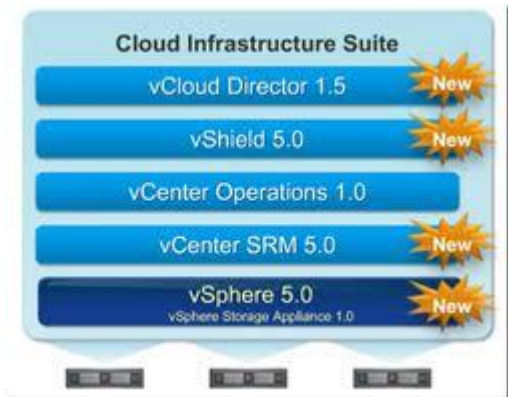 Cloud Infrastructure Suite
vCloud Director 1.5 New
vShield 5.0 New
vCenter Operations 1.0
vCenter SRM 5.0 New
vSphere 5.0 New
vSphere Storage Appliance 1.0